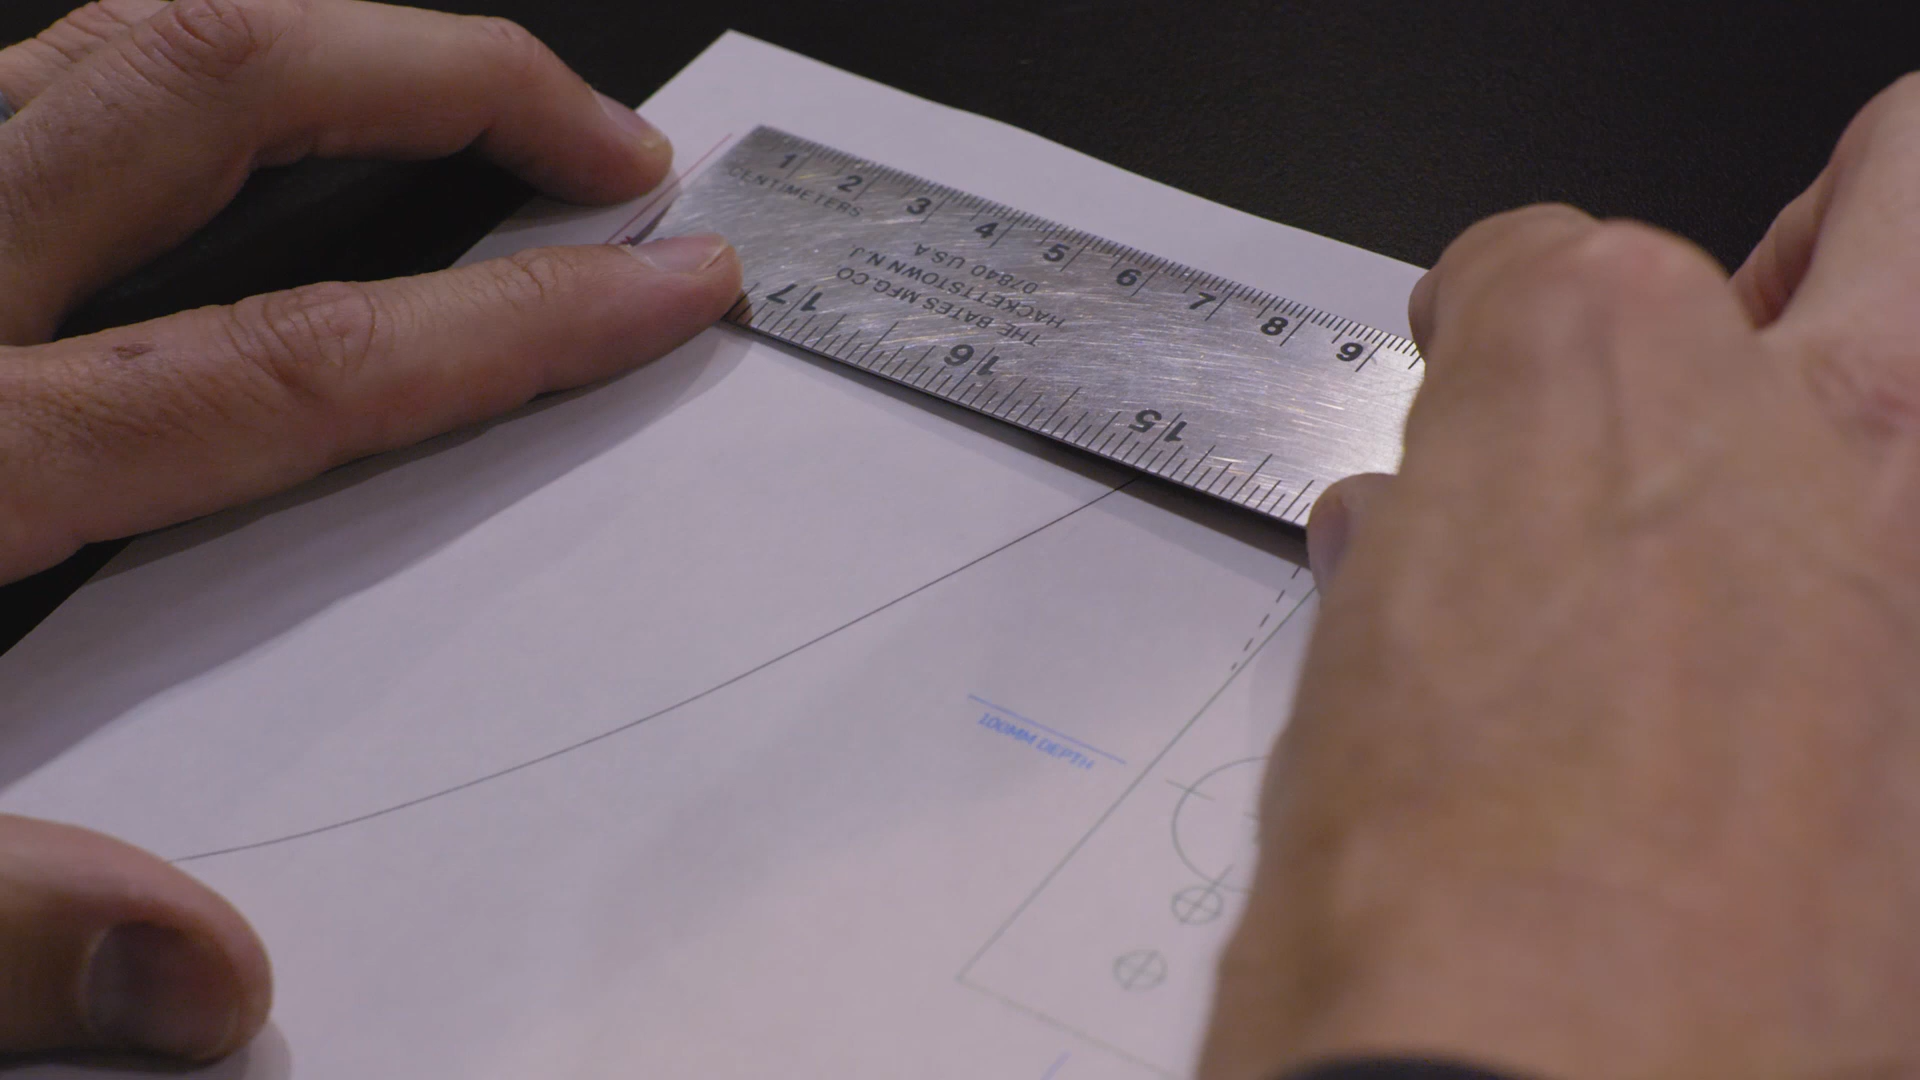 1 2 3 4 5 6 7 8 9
CENTIMETERS
THE BATES MFG.CO
HACKETTSTOWN N.J.
07840 U.S.A
17 16 15
100MM DEPTH